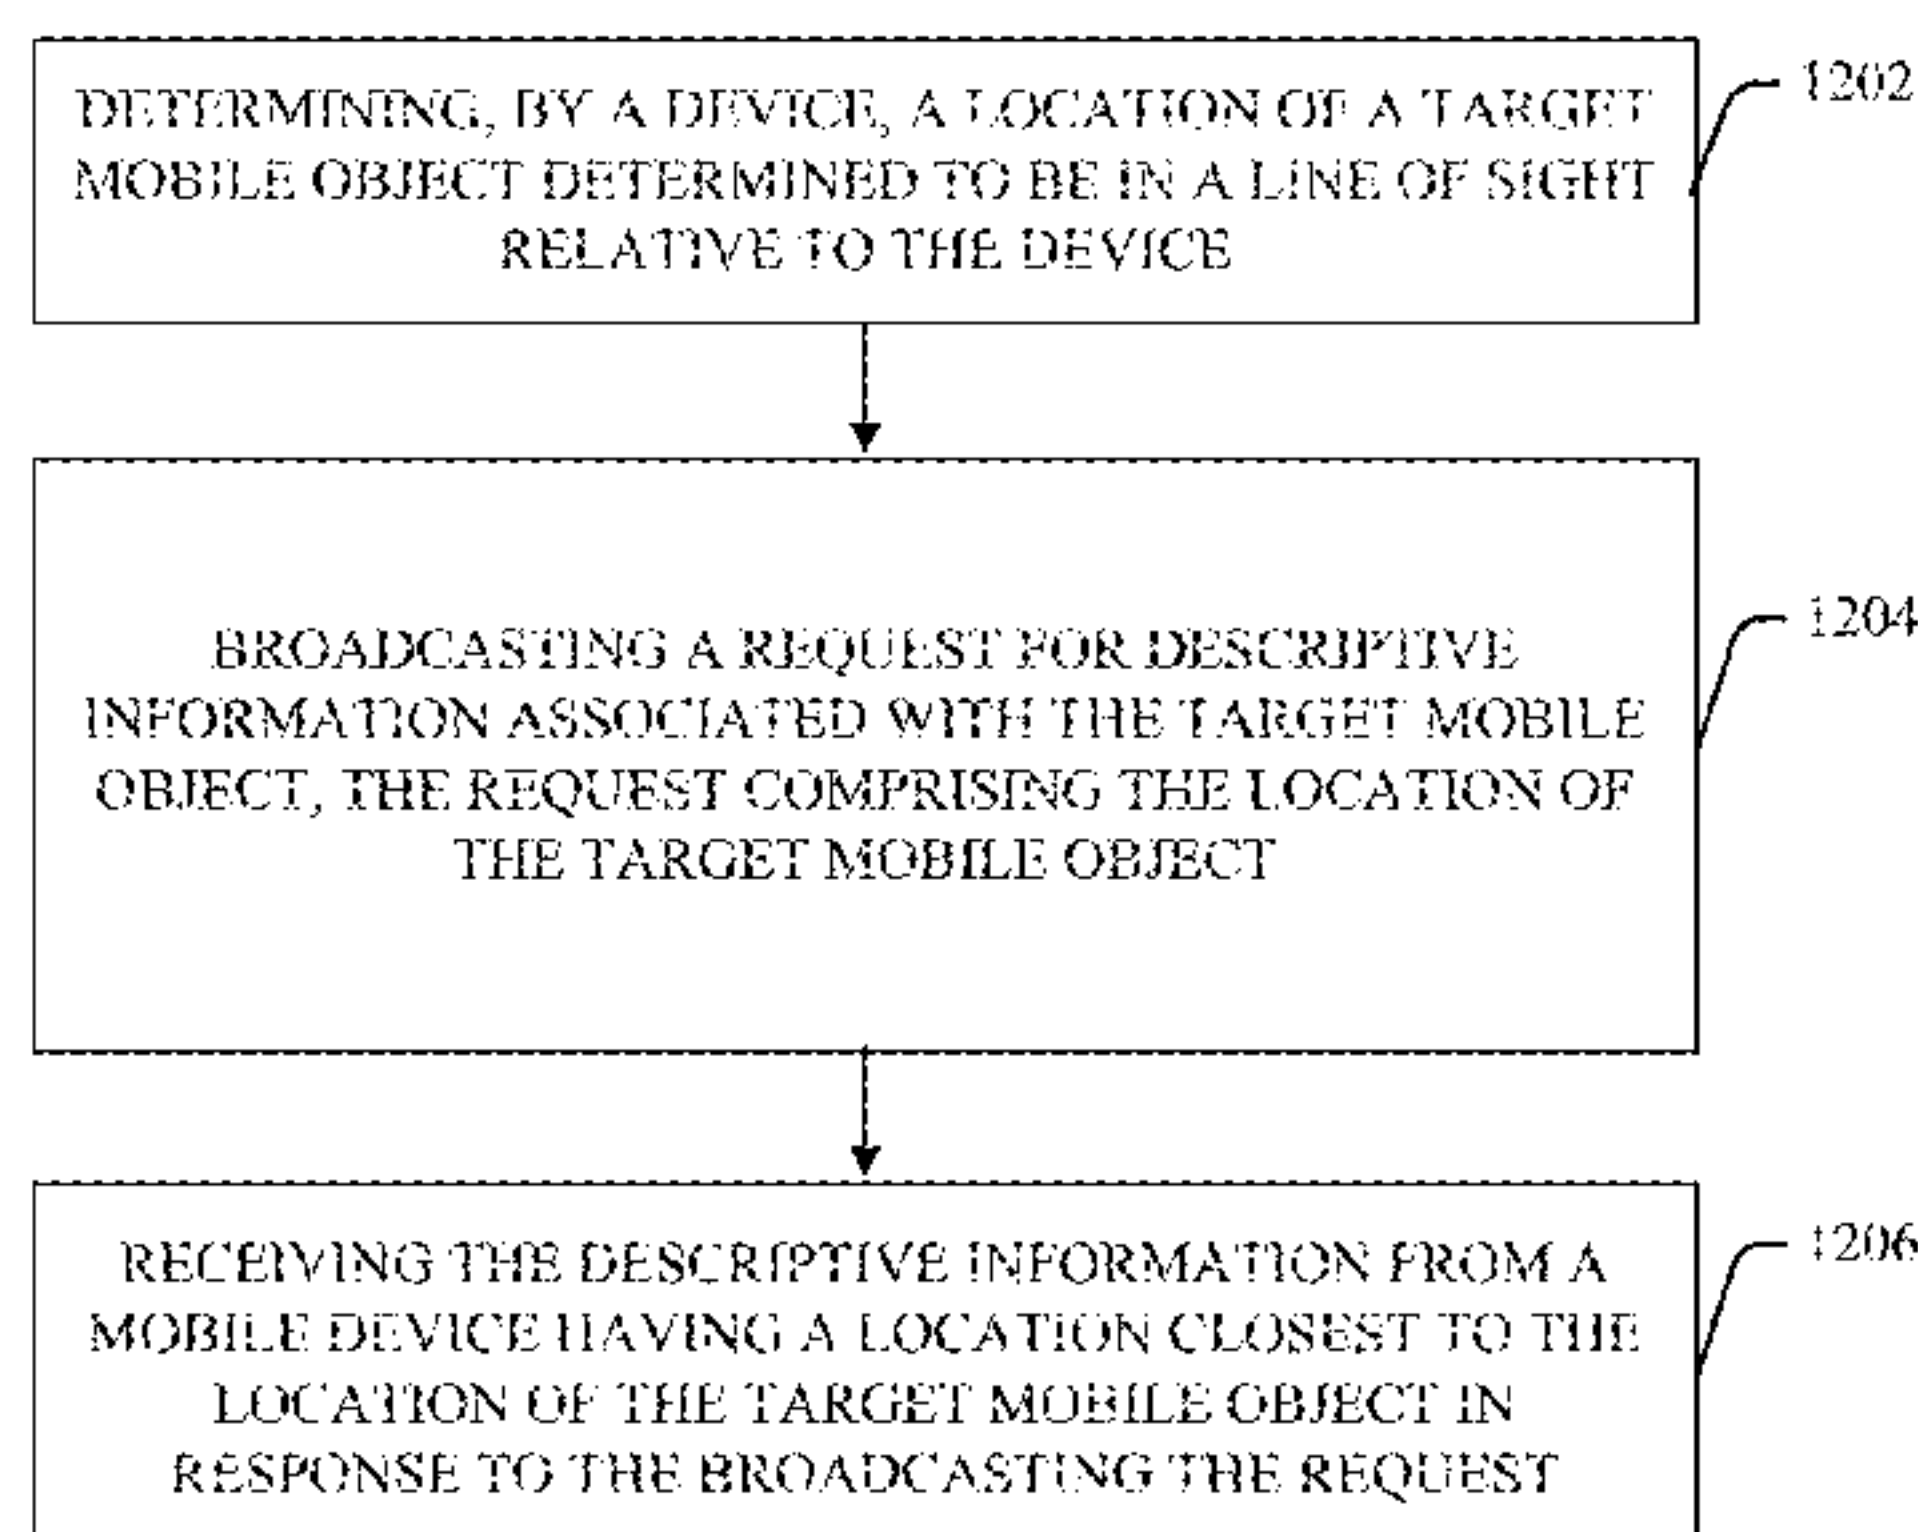 DETERMINING, BY A DEVICE, A LOCATION OF A TARGET
MOBILE OBJECT DETERMINED TO BE IN A LINE OF SIGHT
RELATIVE TO THE DEVICE
1202
BROADCASTING A REQUEST FOR DESCRIPTIVE
INFORMATION ASSOCIATED WITH THE TARGET MOBILE
OBJECT, THE REQUEST COMPRISING THE LOCATION OF
THE TARGET MOBILE OBJECT
1204
RECEIVING THE DESCRIPTIVE INFORMATION FROM A
MOBILE DEVICE HAVING A LOCATION CLOSEST TO THE
LOCATION OF THE TARGET MOBILE OBJECT IN
RESPONSE TO THE BROADCASTING THE REQUEST
1206